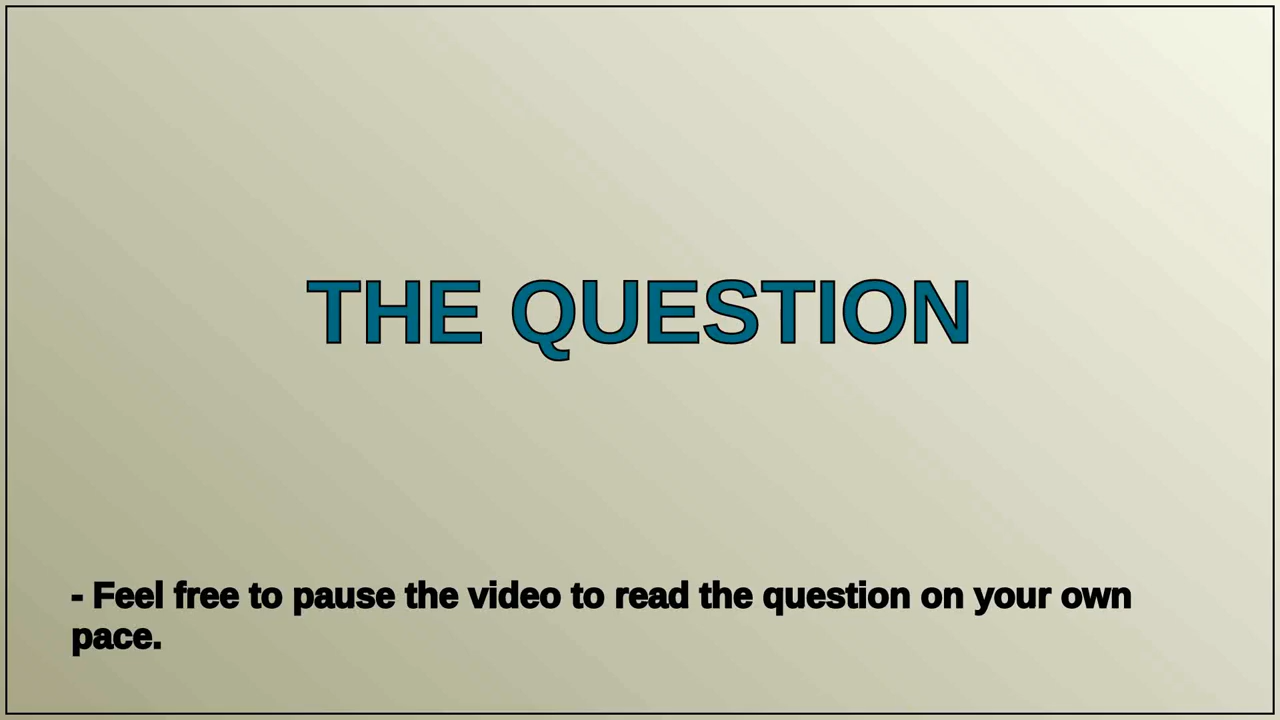 THE QUESTION
- Feel free to pause the video to read the question on your own
pace.